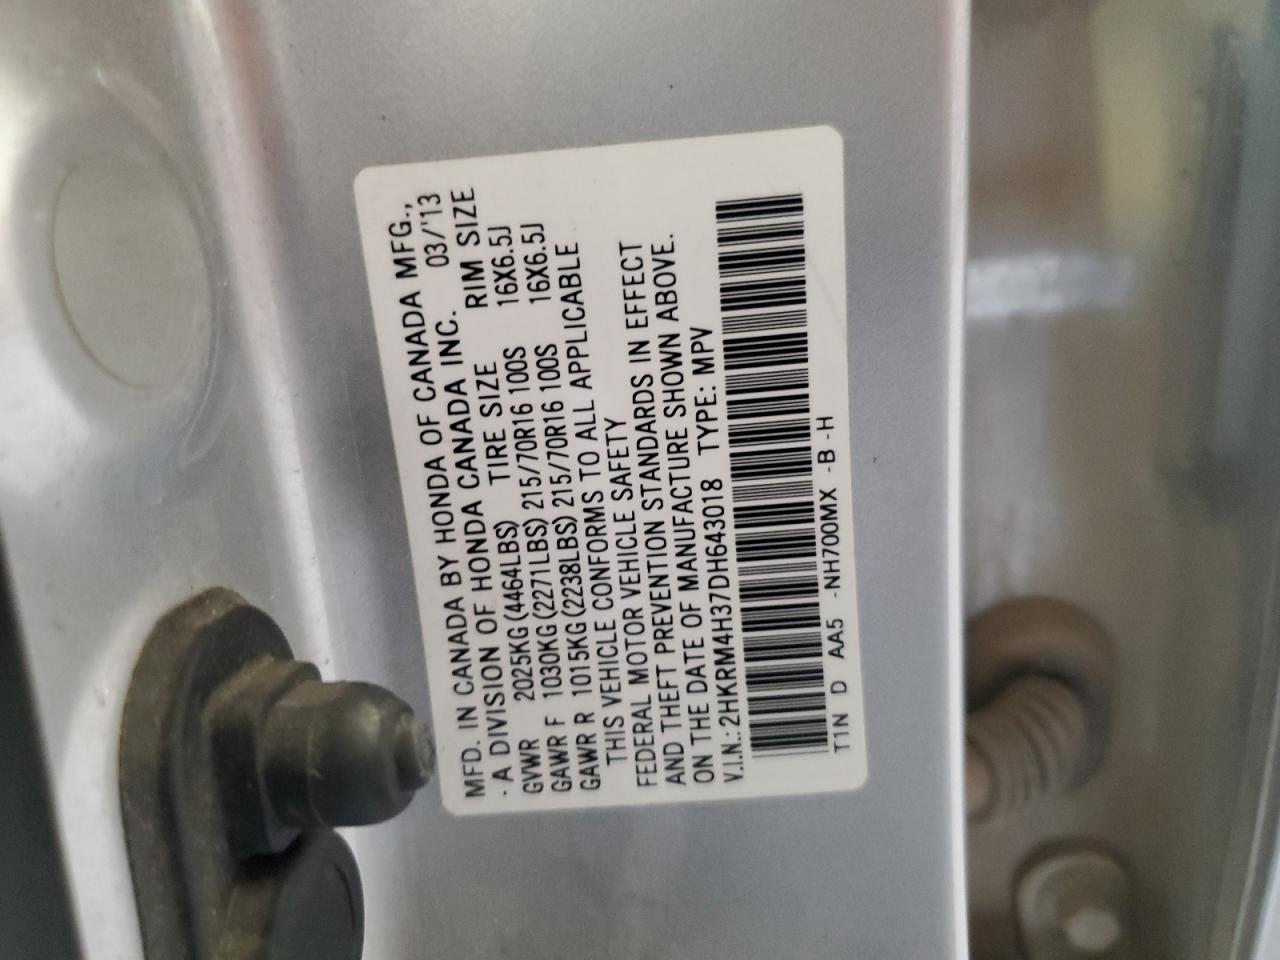 MFD. IN CANADA BY HONDA OF CANADA MFG.,
- A DIVISION OF HONDA CANADA INC. 03/'13
GVWR 2025KG (4464LBS) TIRE SIZE RIM SIZE
GAWR F 1030KG (2271LBS) 215/70R16 100S 16X6.5J
GAWR R 1015KG (2238LBS) 215/70R16 100S 16X6.5J
THIS VEHICLE CONFORMS TO ALL APPLICABLE
FEDERAL MOTOR VEHICLE SAFETY
AND THEFT PREVENTION STANDARDS IN EFFECT
ON THE DATE OF MANUFACTURE SHOWN ABOVE.
V.I.N.:2HKRM4H37DH643018 TYPE: MPV
T1N D AA5 -NH700MX -B-H